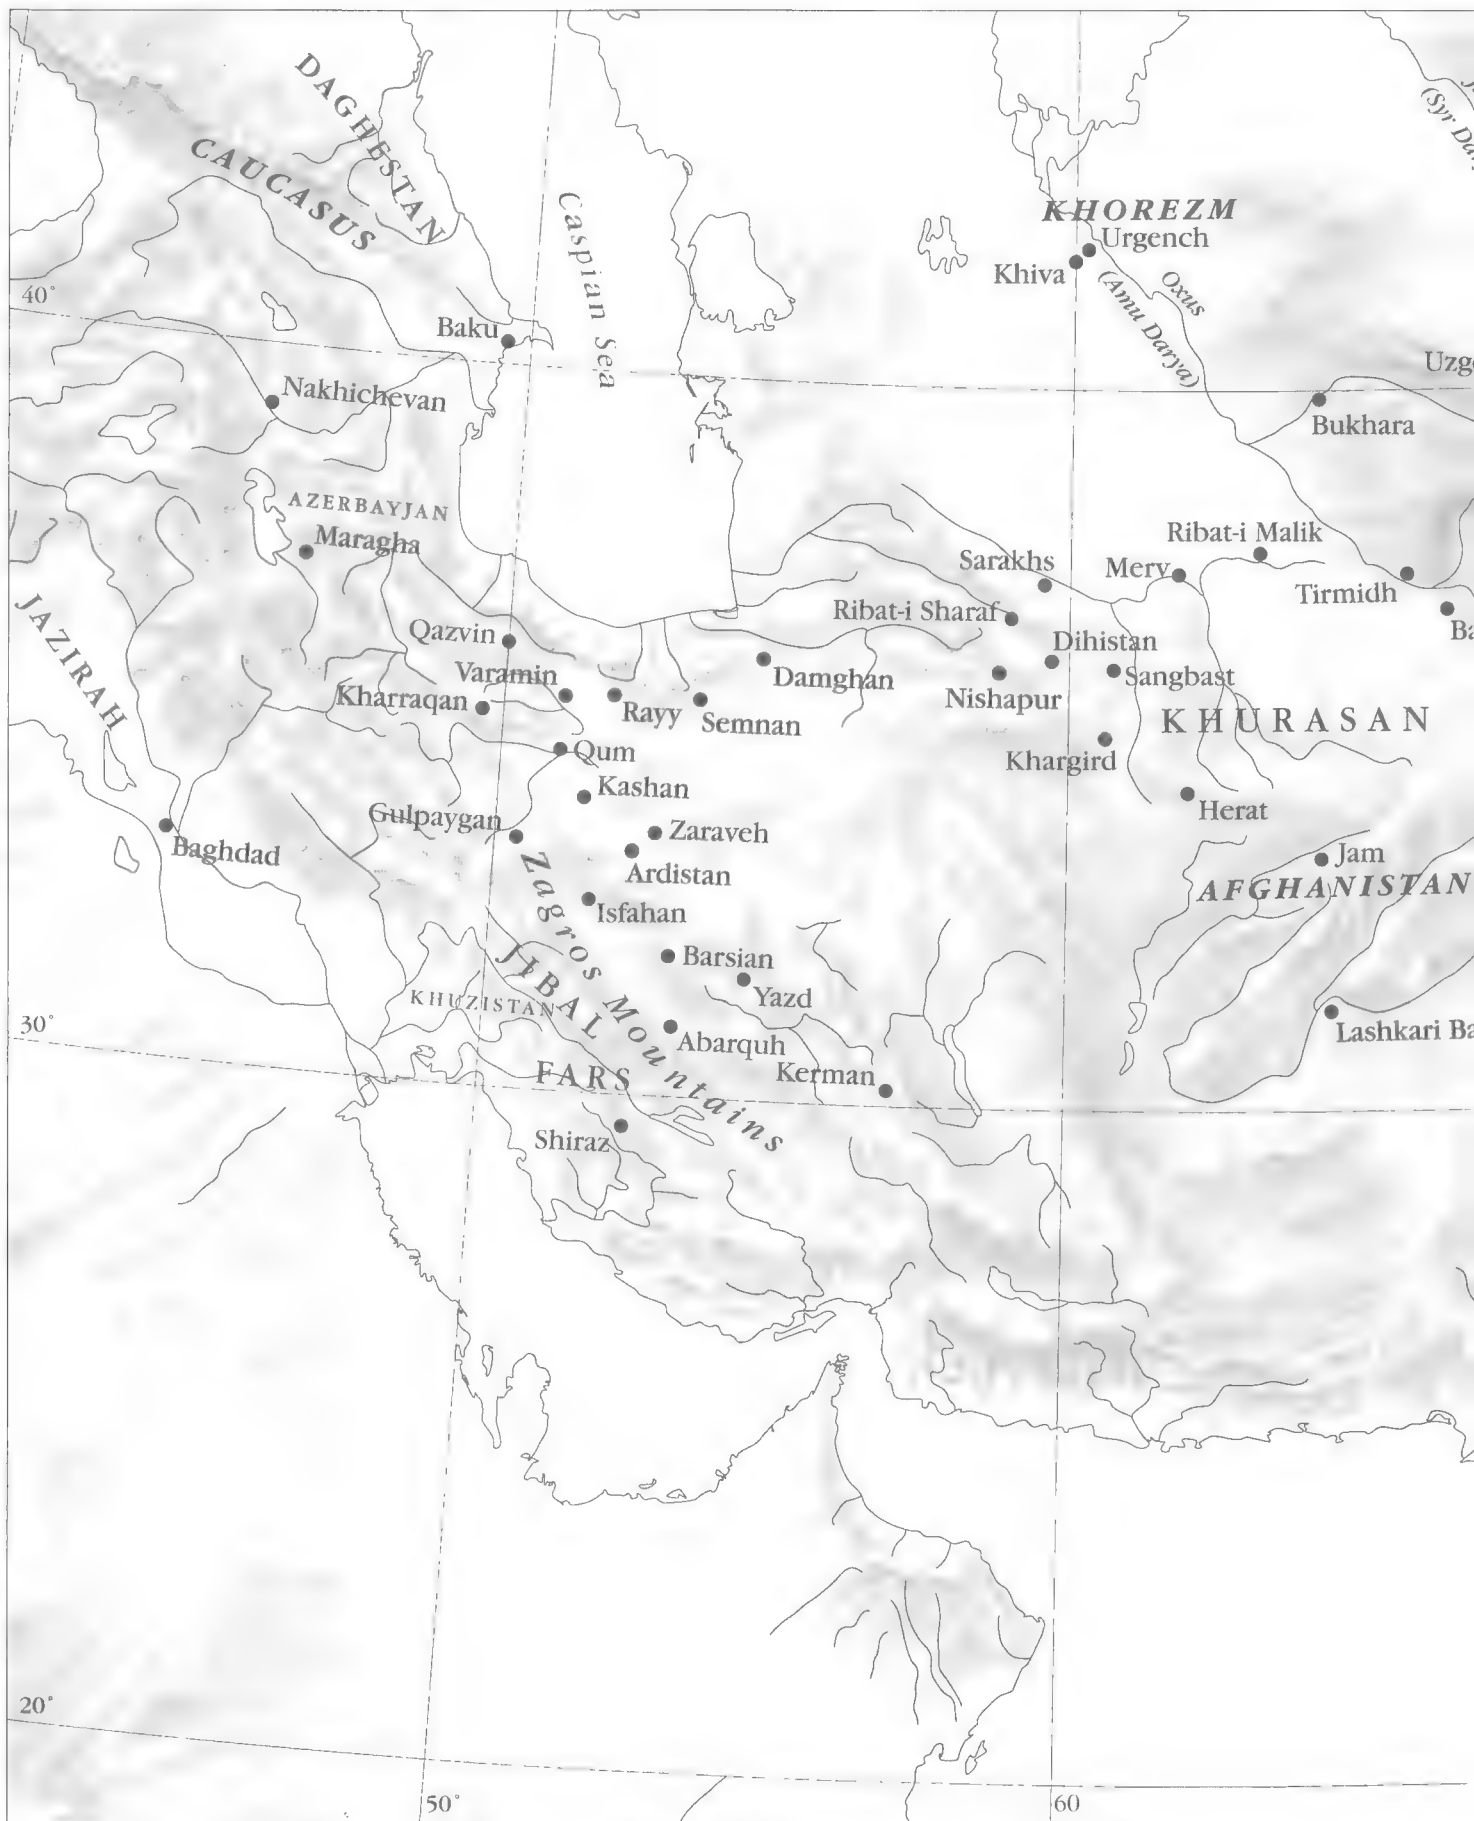 DAGHESTAN
CAUCASUS
(Syr
Caspian Sea
KHOREZM
Urgench
Khiva
Oxus
(Amu Darya)
40°
Baku
Nakhichevan
Bukhara
AZERBAYJAN
Maragha
Ribat-i Malik
Sarakhs
Merv
Tirmidh
JAZIRAH
Ribat-i Sharaf
Qazvin
Dihistan
Varamin
Damghan
Sangbast
Kharraqan
Rayy
Semnan
Nishapur
KHURASAN
Qum
Khargird
Kashan
Herat
Gulpaygan
Zaraveh
Baghdad
Jam
Ardistan
AFGHANISTAN
Isfahan
Zagros Mountains
Barsian
JIBAL
Yazd
KHUZISTAN
30°
Lashkari Ba
Abarquh
Kerman
FARS
Shiraz
20°
50°
60